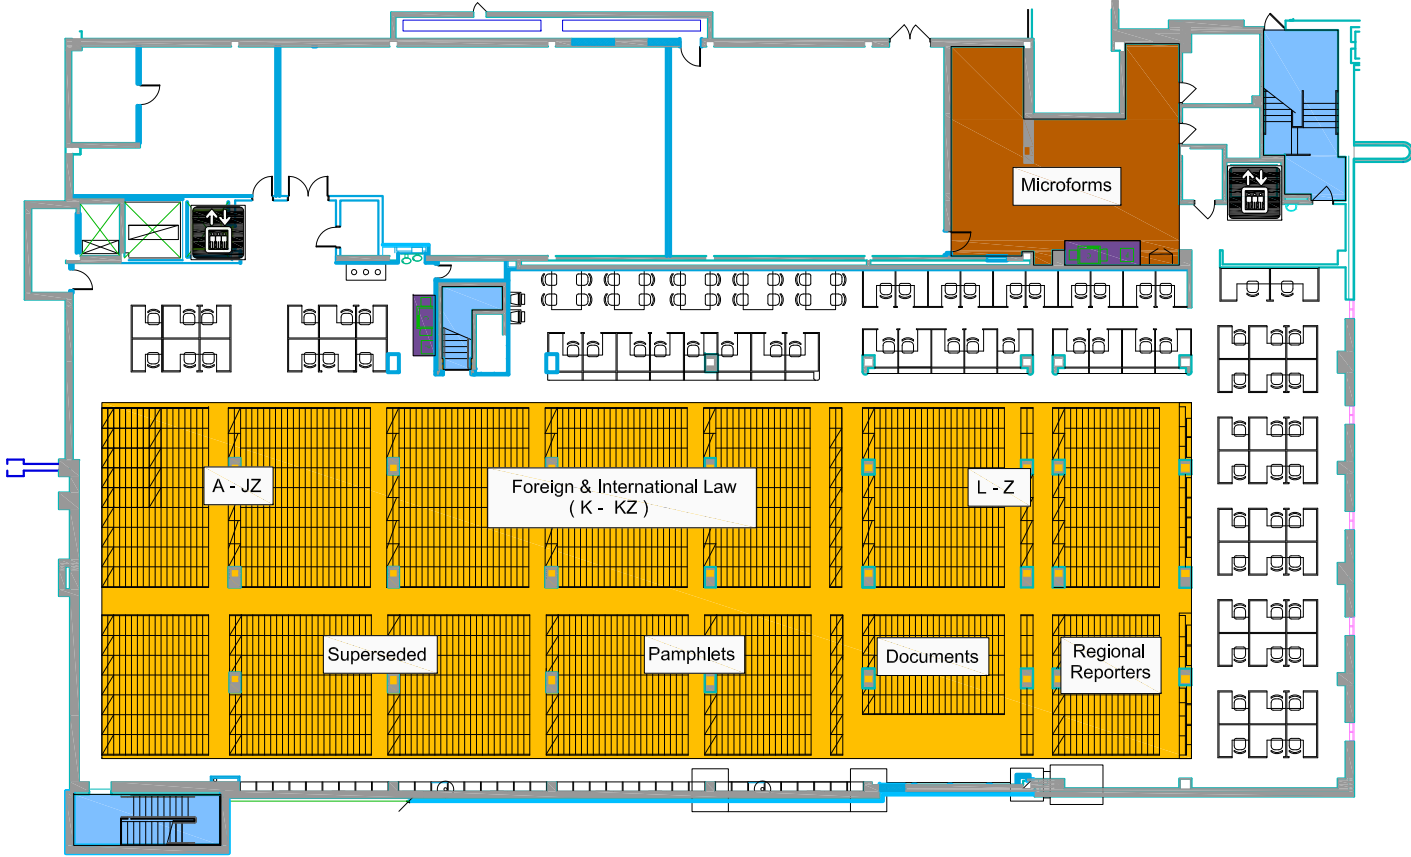 Microforms
A - JZ
Foreign & International Law
( K - KZ )
L - Z
Superseded
Pamphlets
Documents
Regional
Reporters